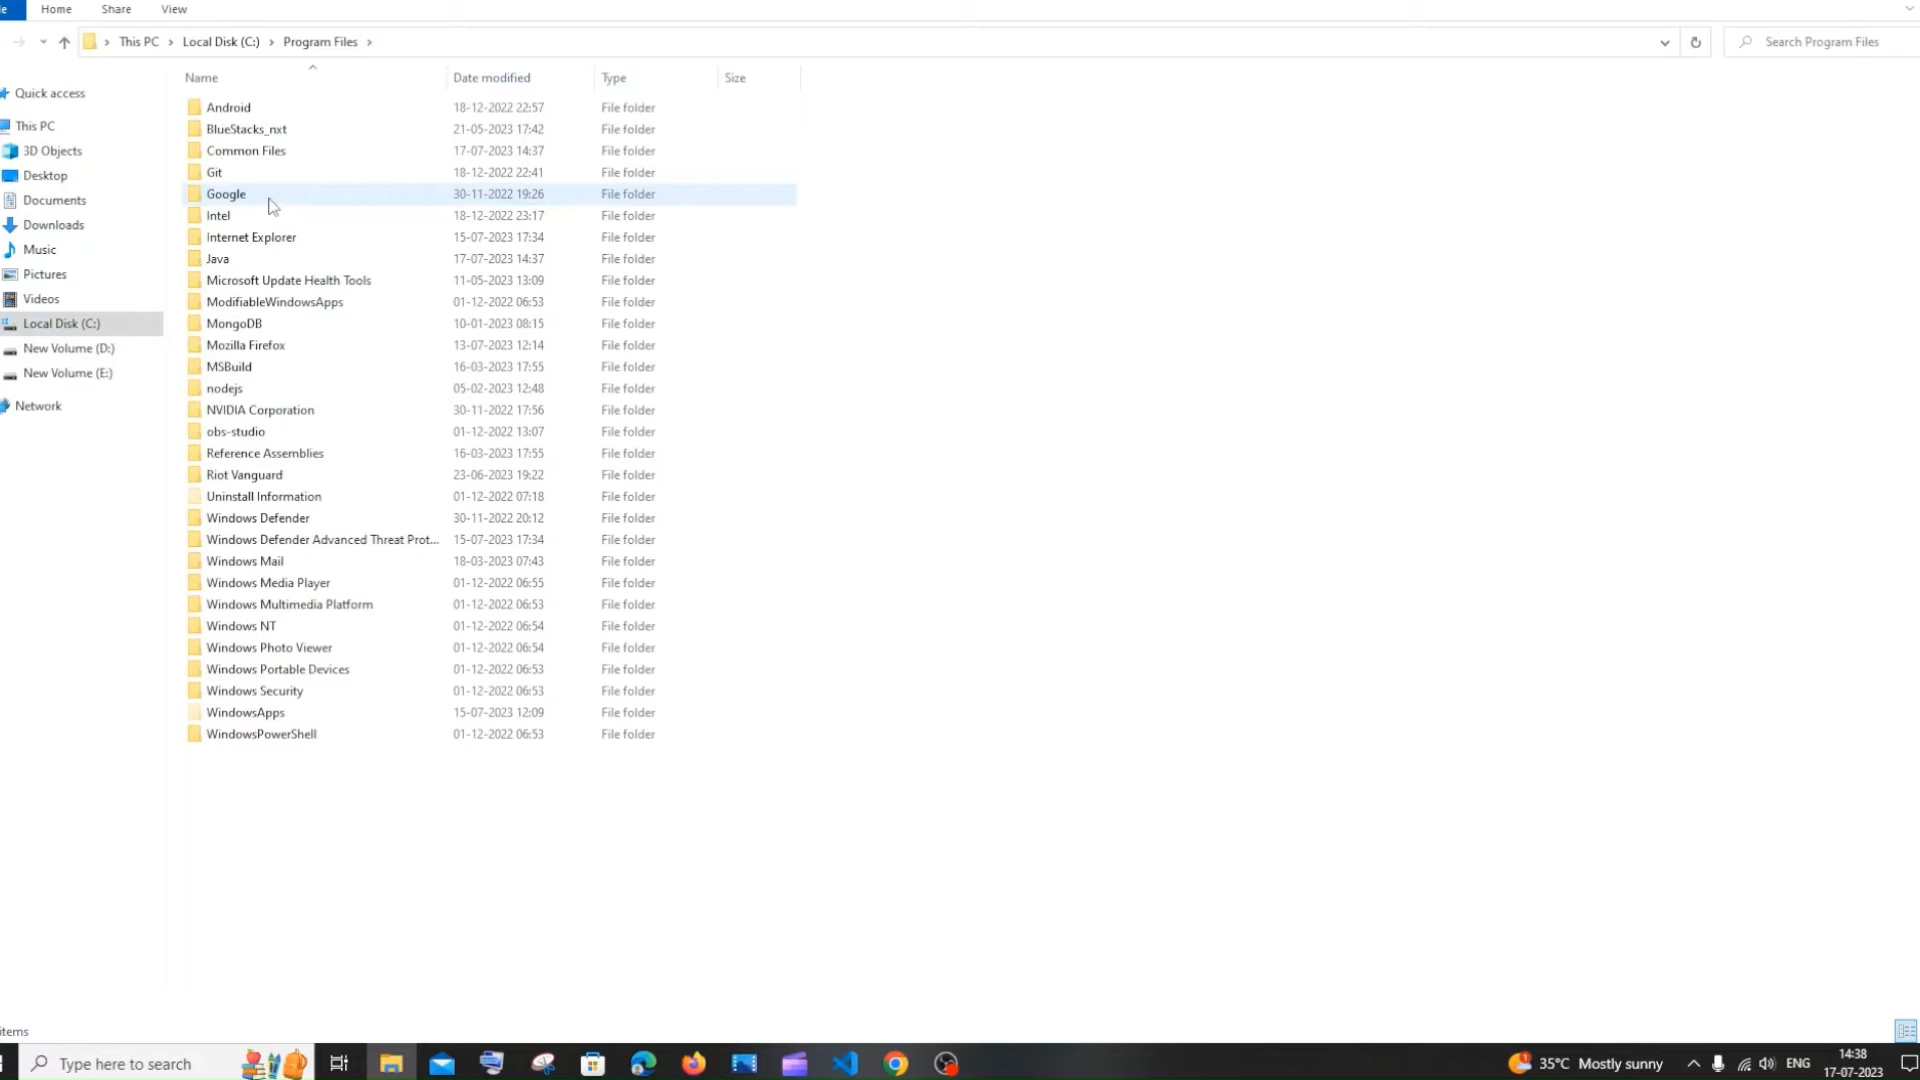 Home Share View
This PC > Local Disk (C:) > Program Files >
Search Program Files
Name Date modified Type Size
Quick access
This PC
3D Objects
Desktop
Documents
Downloads
Music
Pictures
Videos
Local Disk (C:)
New Volume (D:)
New Volume (E:)
Network
Android 18-12-2022 22:57 File folder
BlueStacks_nxt 21-05-2023 17:42 File folder
Common Files 17-07-2023 14:37 File folder
Git 18-12-2022 22:41 File folder
Google 30-11-2022 19:26 File folder
Intel 18-12-2022 23:17 File folder
Internet Explorer 15-07-2023 17:34 File folder
Java 17-07-2023 14:37 File folder
Microsoft Update Health Tools 11-05-2023 13:09 File folder
ModifiableWindowsApps 01-12-2022 06:53 File folder
MongoDB 10-01-2023 08:15 File folder
Mozilla Firefox 13-07-2023 12:14 File folder
MSBuild 16-03-2023 17:55 File folder
nodejs 05-02-2023 12:48 File folder
NVIDIA Corporation 30-11-2022 17:56 File folder
obs-studio 01-12-2022 13:07 File folder
Reference Assemblies 16-03-2023 17:55 File folder
Riot Vanguard 23-06-2023 19:22 File folder
Uninstall Information 01-12-2022 07:18 File folder
Windows Defender 30-11-2022 20:12 File folder
Windows Defender Advanced Threat Prot... 15-07-2023 17:34 File folder
Windows Mail 18-03-2023 07:43 File folder
Windows Media Player 01-12-2022 06:55 File folder
Windows Multimedia Platform 01-12-2022 06:53 File folder
Windows NT 01-12-2022 06:54 File folder
Windows Photo Viewer 01-12-2022 06:54 File folder
Windows Portable Devices 01-12-2022 06:53 File folder
Windows Security 01-12-2022 06:53 File folder
WindowsApps 15-07-2023 12:09 File folder
WindowsPowerShell 01-12-2022 06:53 File folder
items
Type here to search
35°C Mostly sunny
ENG
14:38
17-07-2023